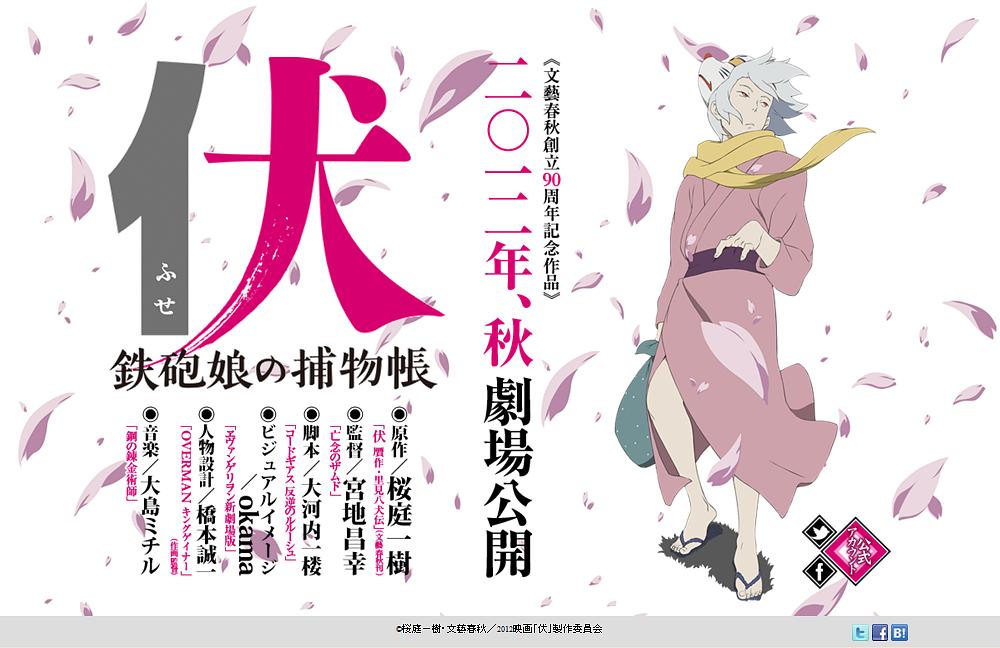 伏
ふせ
鉄砲娘の捕物帳
《文藝春秋創立90周年記念作品》
二〇一二年、秋 劇場公開
●原作／桜庭一樹
「伏 贋作・里見八犬伝」（文藝春秋刊）
●監督／宮地昌幸
「亡念のザムド」
●脚本／大河内一楼
「コードギアス 反逆のルルーシュ」
●ビジュアルイメージ
／okama
「ヱヴァンゲリヲン新劇場版」
●人物設計／橋本誠一
「OVERMAN キングゲイナー」（作画監督）
●音楽／大島ミチル
「鋼の錬金術師」
公式
アカウント
©桜庭一樹・文藝春秋／2012映画「伏」製作委員会
B!